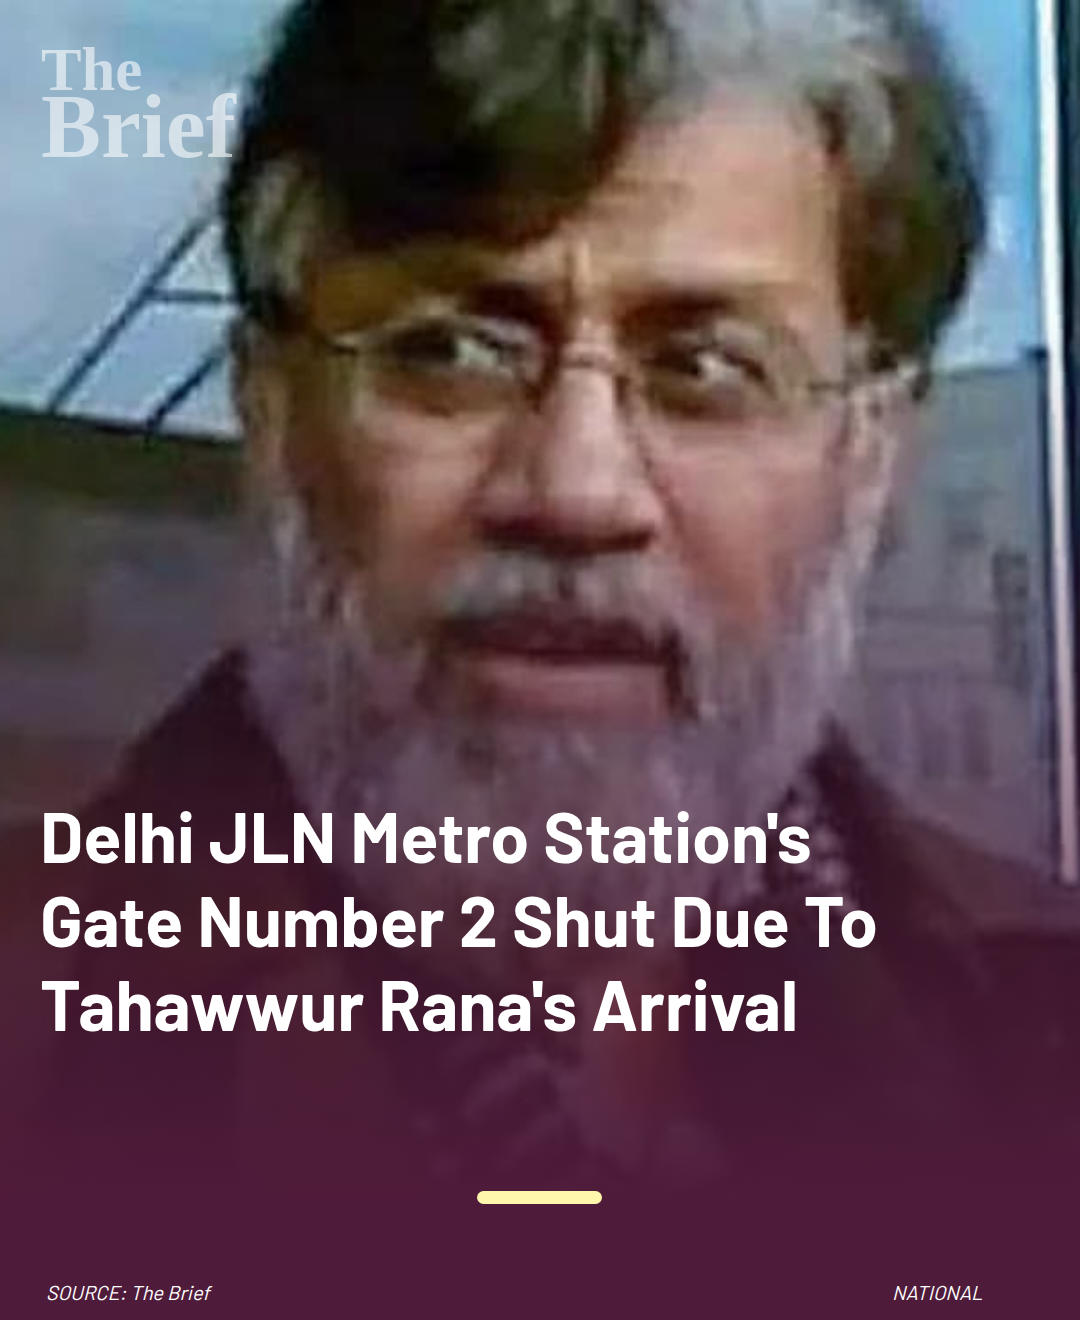 The
Brief
Delhi JLN Metro Station's
Gate Number 2 Shut Due To
Tahawwur Rana's Arrival
SOURCE: The Brief
NATIONAL